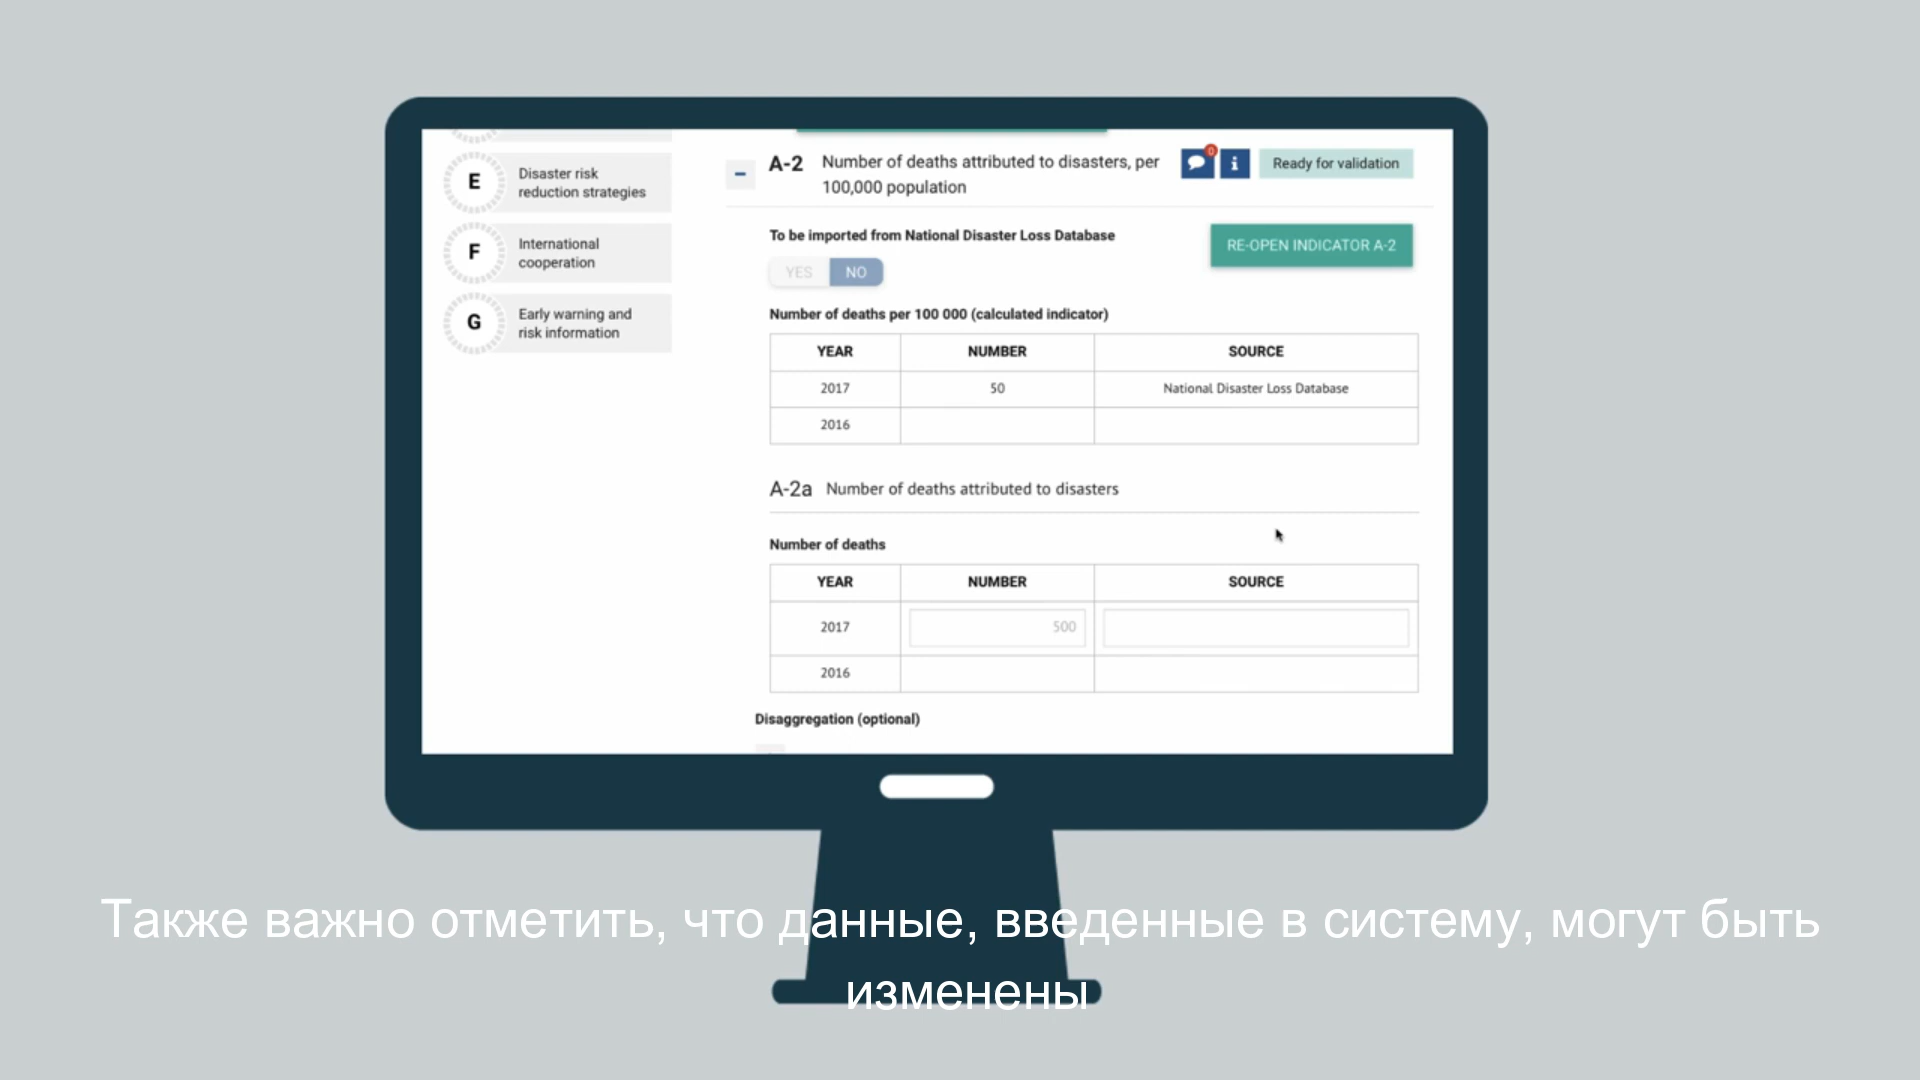 E
Disaster risk
reduction strategies
F
International
cooperation
G
Early warning and
risk information
A-2
Number of deaths attributed to disasters, per
100,000 population
0
i
Ready for validation
To be imported from National Disaster Loss Database
RE-OPEN INDICATOR A-2
YES NO
Number of deaths per 100 000 (calculated indicator)
YEAR NUMBER SOURCE
2017 50 National Disaster Loss Database
2016
A-2a Number of deaths attributed to disasters
Number of deaths
YEAR NUMBER SOURCE
2017 500
2016
Disaggregation (optional)
Также важно отметить, что данные, введенные в систему, могут быть
изменены